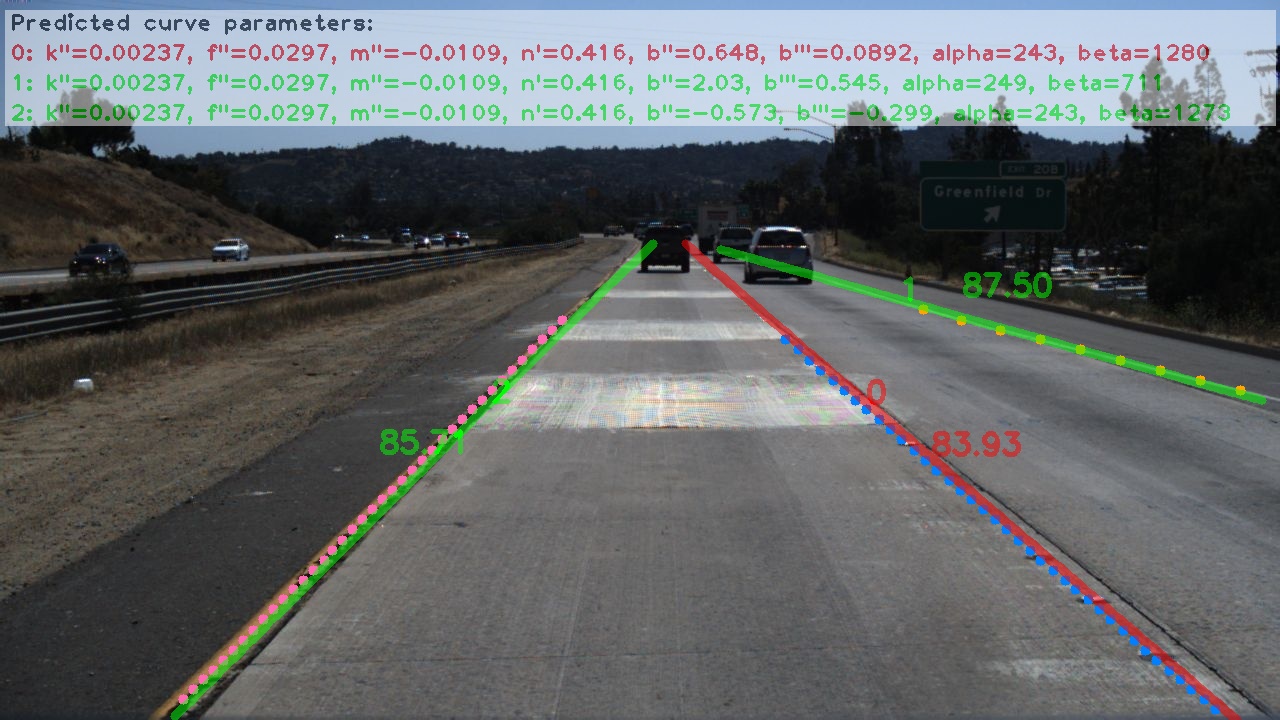 Predicted curve parameters:
0: k''=0.00237, f''=0.0297, m''=−0.0109, n'=0.416, b''=0.648, b'''=0.0892, alpha=243, beta=1280
1: k''=0.00237, f''=0.0297, m''=−0.0109, n'=0.416, b''=2.03, b'''=0.545, alpha=249, beta=711
2: k''=0.00237, f''=0.0297, m''=−0.0109, n'=0.416, b''=−0.573, b'''=−0.299, alpha=243, beta=1273
EXIT 20B
Greenfield Dr
1 87.50
0
2
85.71
83.93